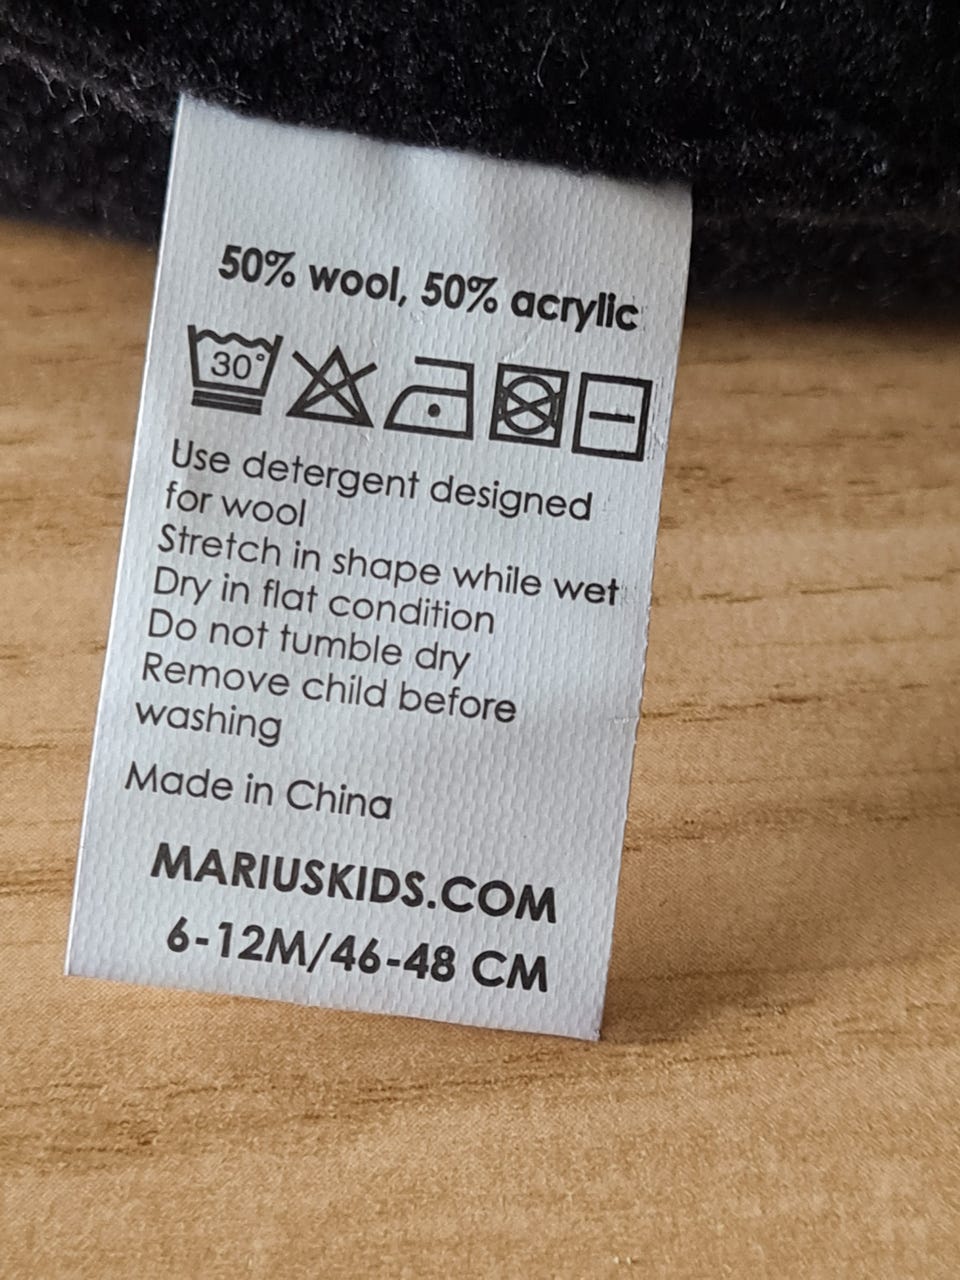 50% wool, 50% acrylic
30°
Use detergent designed
for wool
Stretch in shape while wet
Dry in flat condition
Do not tumble dry
Remove child before
washing
Made in China
MARIUSKIDS.COM
6-12M/46-48 CM